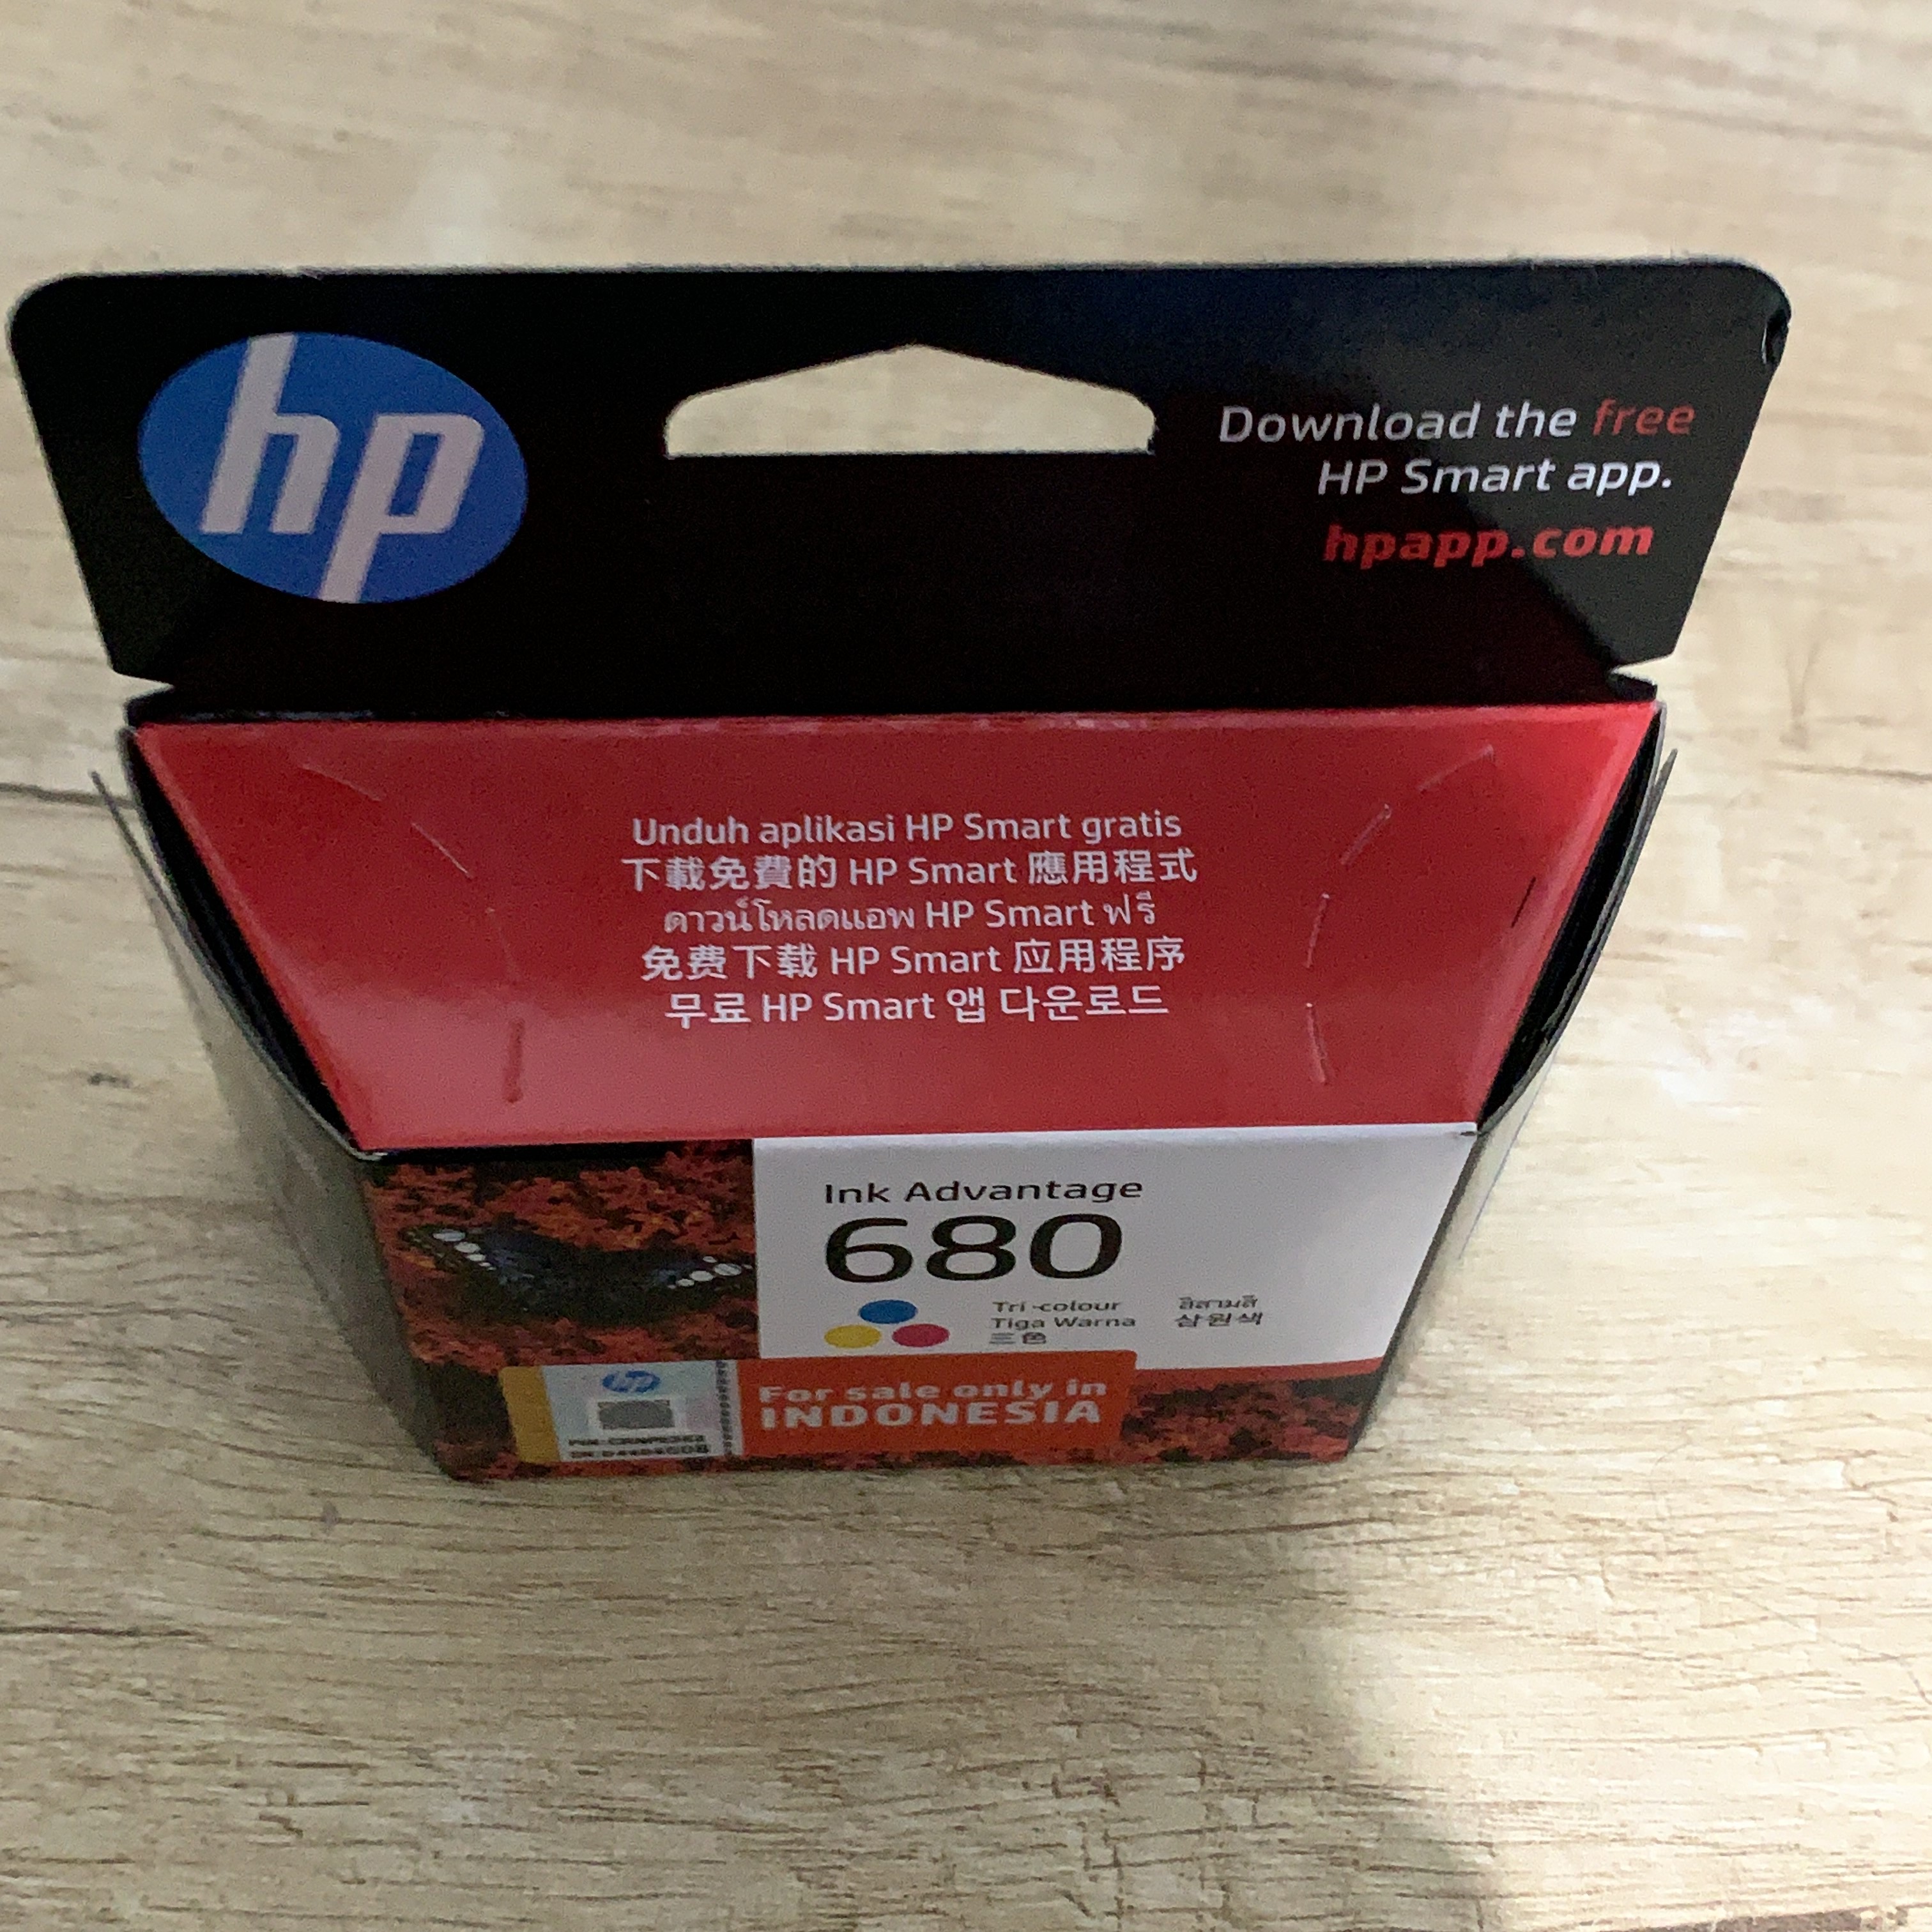 hp
Download the free
HP Smart app.
hpapp.com
Unduh aplikasi HP Smart gratis
下載免費的 HP Smart 應用程式
ดาวน์โหลดแอพ HP Smart ฟรี
免费下载 HP Smart 应用程序
무료 HP Smart 앱 다운로드
Ink Advantage
680
Tri-colour
Tiga Warna
三色
สีสามสี
삼원색
hp
For sale only in
INDONESIA